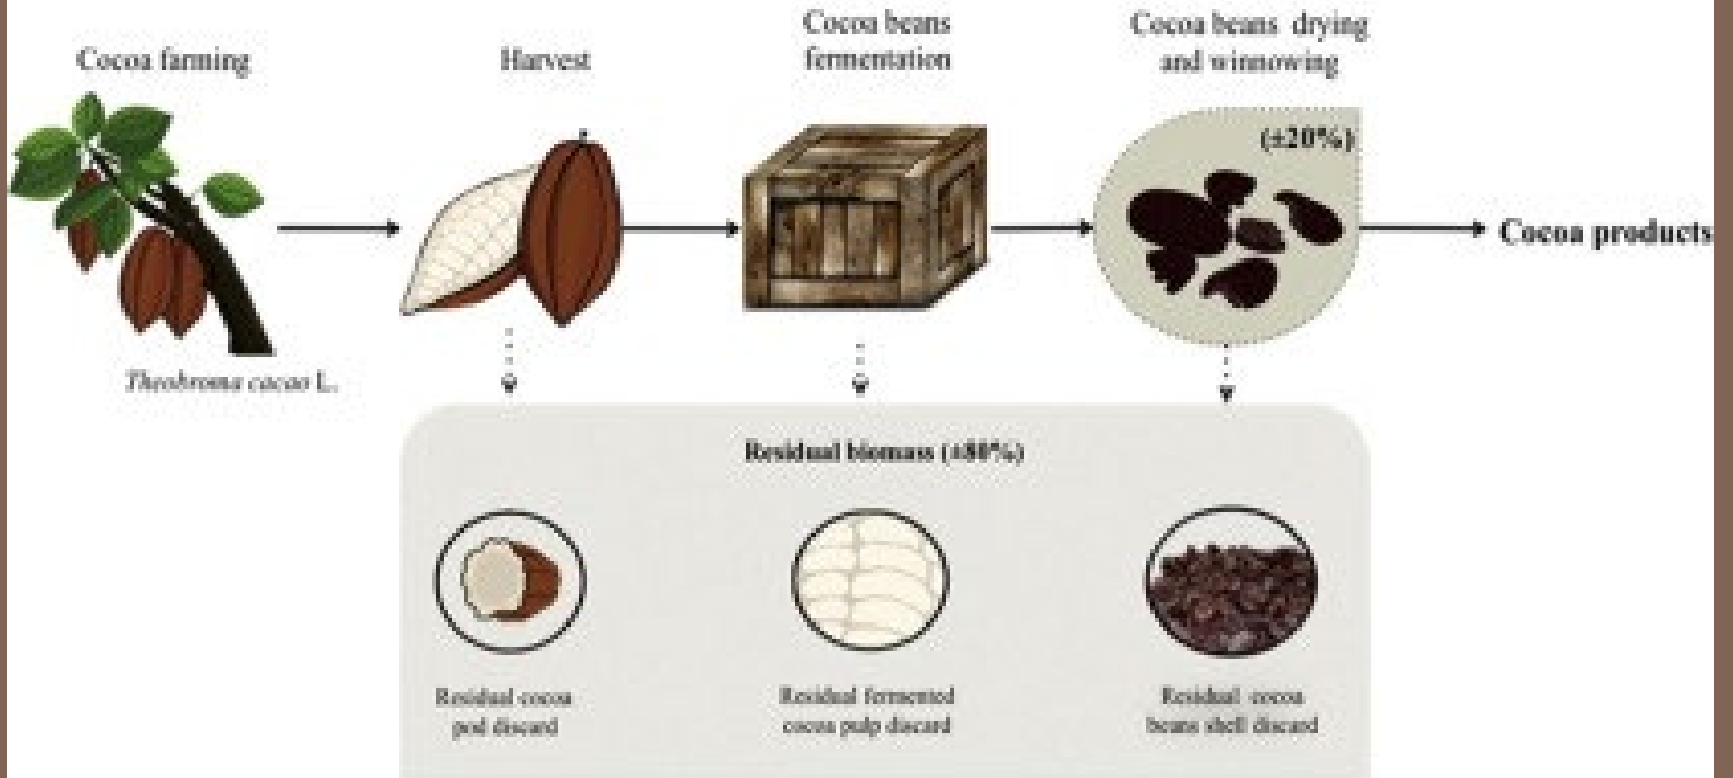 Cocoa farming
Harvest
Cocoa beans
fermentation
Cocoa beans drying
and winnowing
(±20%)
Cocoa products
Theobroma cacao L.
Residual biomass (±80%)
Residual cocoa
pod discard
Residual fermented
cocoa pulp discard
Residual cocoa
beans shell discard